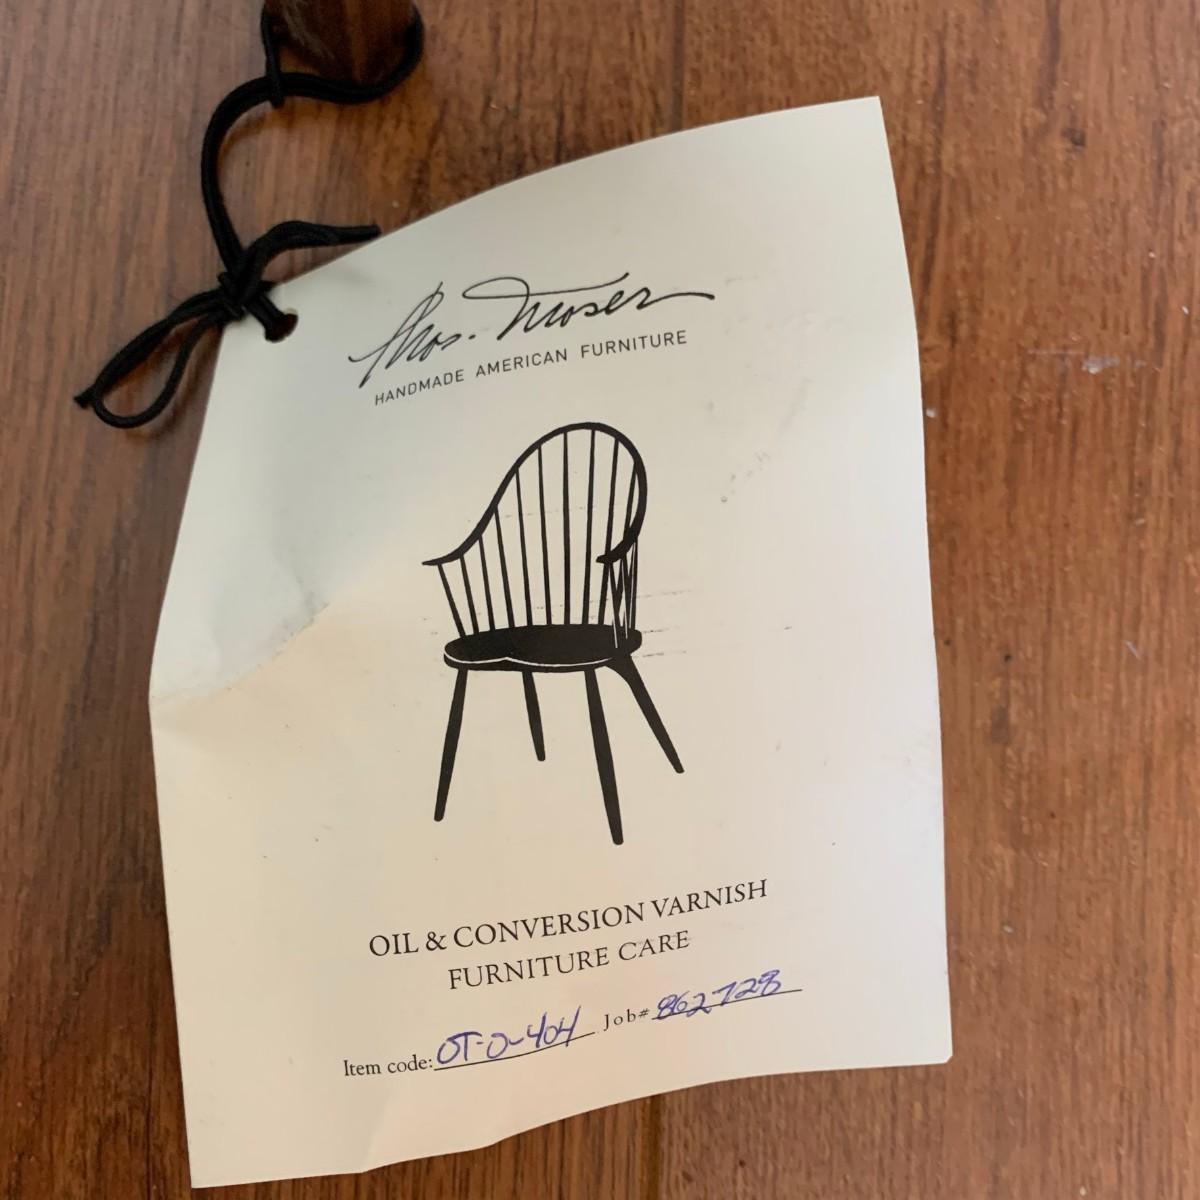 Thos. Moser
HANDMADE AMERICAN FURNITURE
OIL & CONVERSION VARNISH
FURNITURE CARE
Item code: OT-0-404 Job# 862728